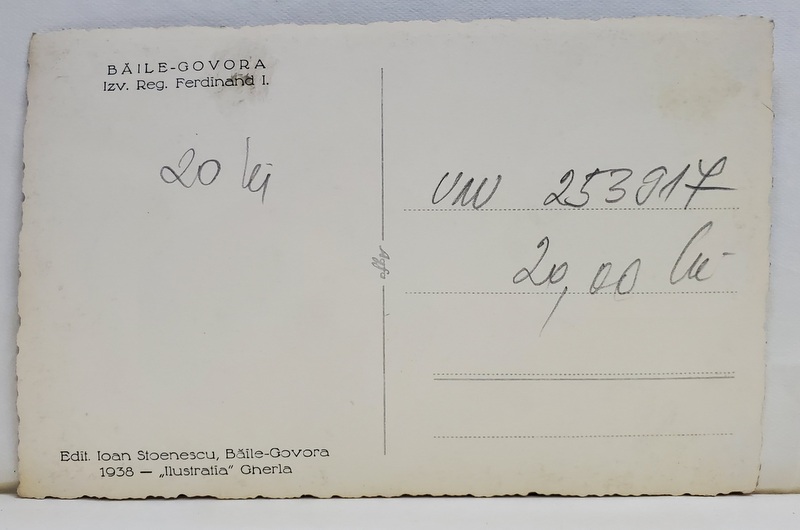 BĂILE-GOVORA
Izv. Reg. Ferdinand I.
20 lei
253917
20,00 lei
Agfa
Edit. Ioan Stoenescu, Băile-Govora
1938 — „Ilustratia" Gherla